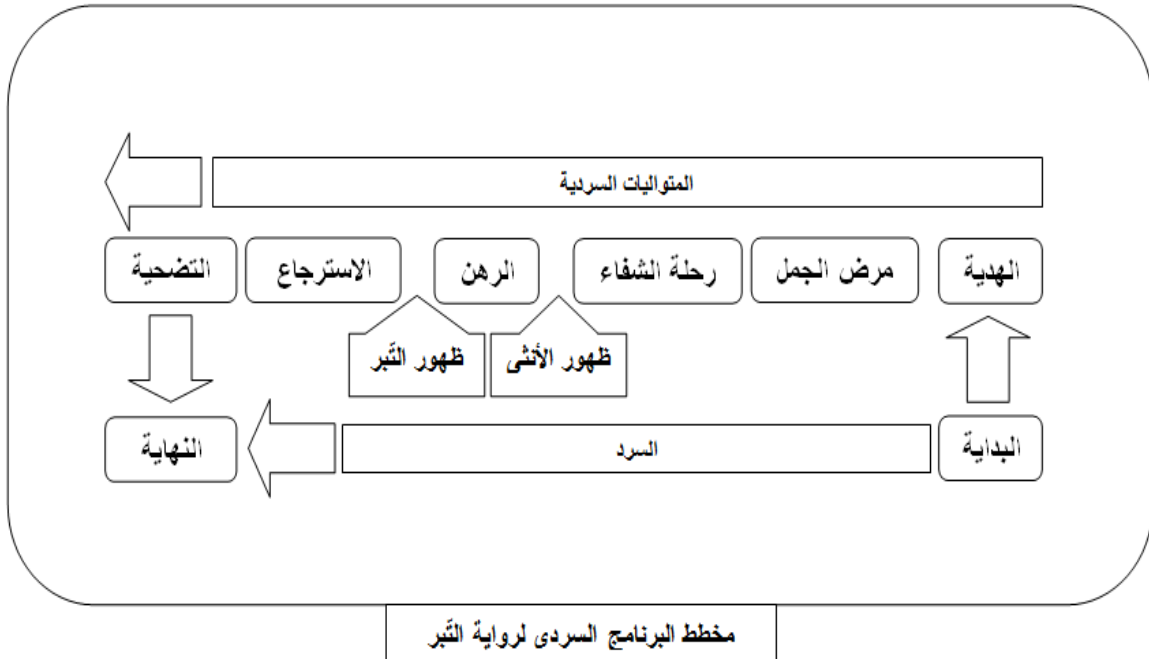 المتواليات السردية
الهدية
مرض الجمل
رحلة الشفاء
الرهن
الاسترجاع
التضحية
ظهور الأنثى
ظهور التّبر
البداية
السرد
النهاية
مخطط البرنامج السردى لرواية التّبر